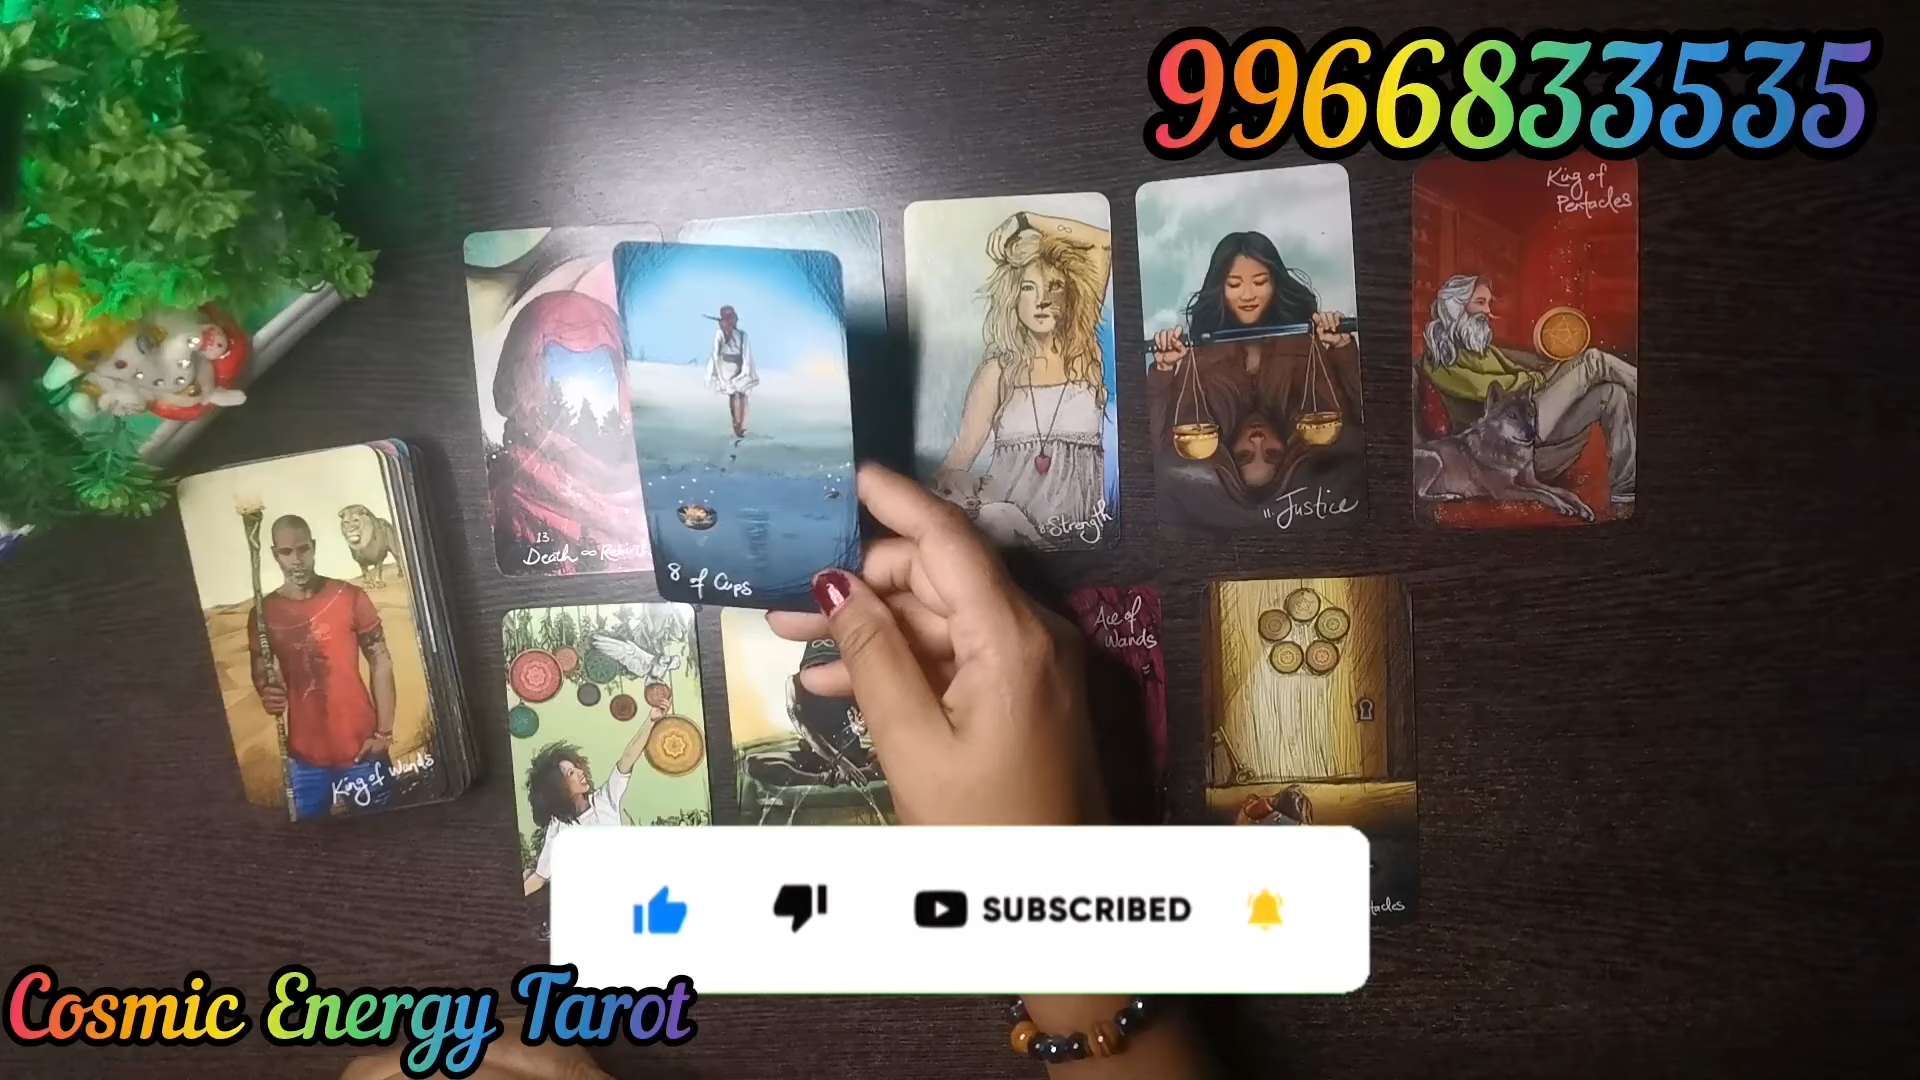 9966833535
King of
Pentacles
13.
Death ∞ Rebirth
8 of Cups
8. Strength
11. Justice
Ace of
Wands
King of Wands
SUBSCRIBED
Cosmic Energy Tarot